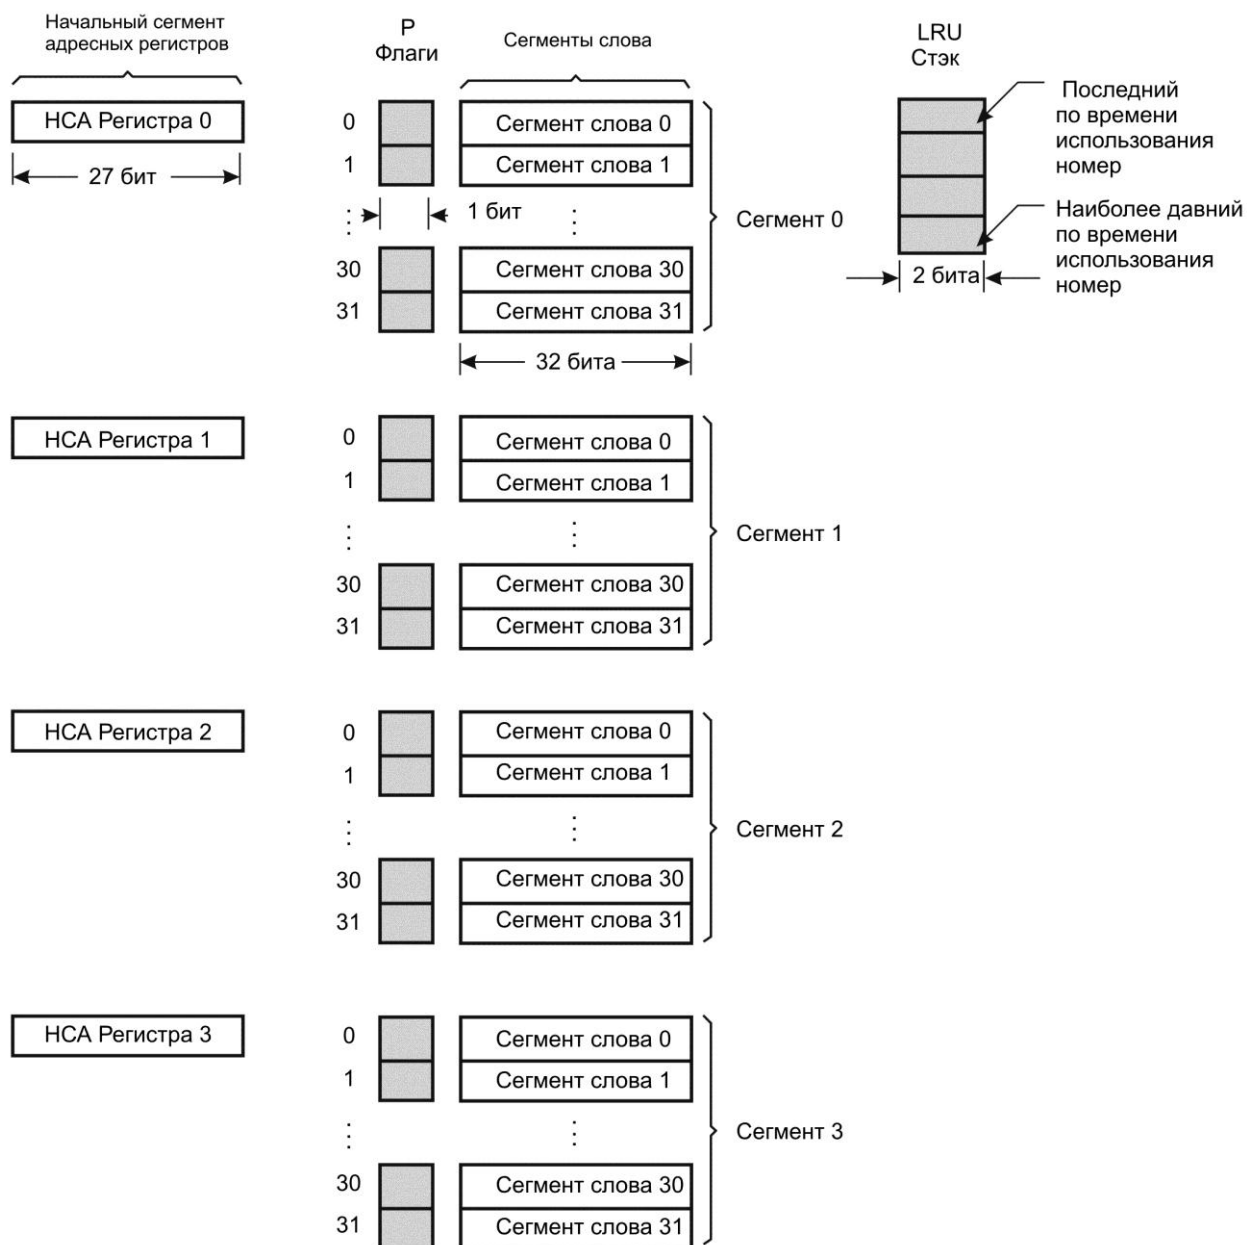 Начальный сегмент
адресных регистров
P
Флаги
Сегменты слова
LRU
Стэк
НСА Регистра 0
27 бит
0
1
30
31
1 бит
Сегмент слова 0
Сегмент слова 1
Сегмент слова 30
Сегмент слова 31
32 бита
Сегмент 0
Последний
по времени
использования
номер
Наиболее давний
по времени
использования
номер
2 бита
НСА Регистра 1
0
1
30
31
Сегмент слова 0
Сегмент слова 1
Сегмент слова 30
Сегмент слова 31
Сегмент 1
НСА Регистра 2
0
1
30
31
Сегмент слова 0
Сегмент слова 1
Сегмент слова 30
Сегмент слова 31
Сегмент 2
НСА Регистра 3
0
1
30
31
Сегмент слова 0
Сегмент слова 1
Сегмент слова 30
Сегмент слова 31
Сегмент 3